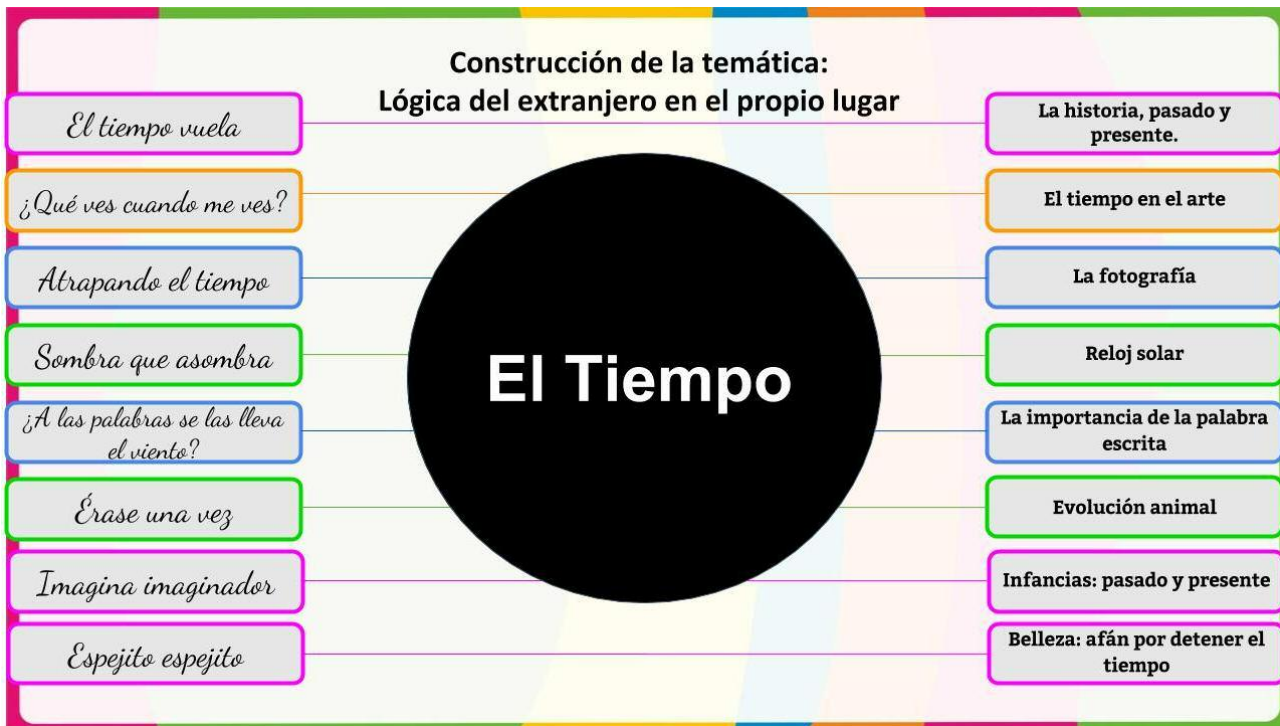 Construcción de la temática:
Lógica del extranjero en el propio lugar
El tiempo vuela
La historia, pasado y
presente.
¿Qué ves cuando me ves?
El tiempo en el arte
Atrapando el tiempo
La fotografía
Sombra que asombra
Reloj solar
El Tiempo
¿A las palabras se las lleva
el viento?
La importancia de la palabra
escrita
Érase una vez
Evolución animal
Imagina imaginador
Infancias: pasado y presente
Espejito espejito
Belleza: afán por detener el
tiempo